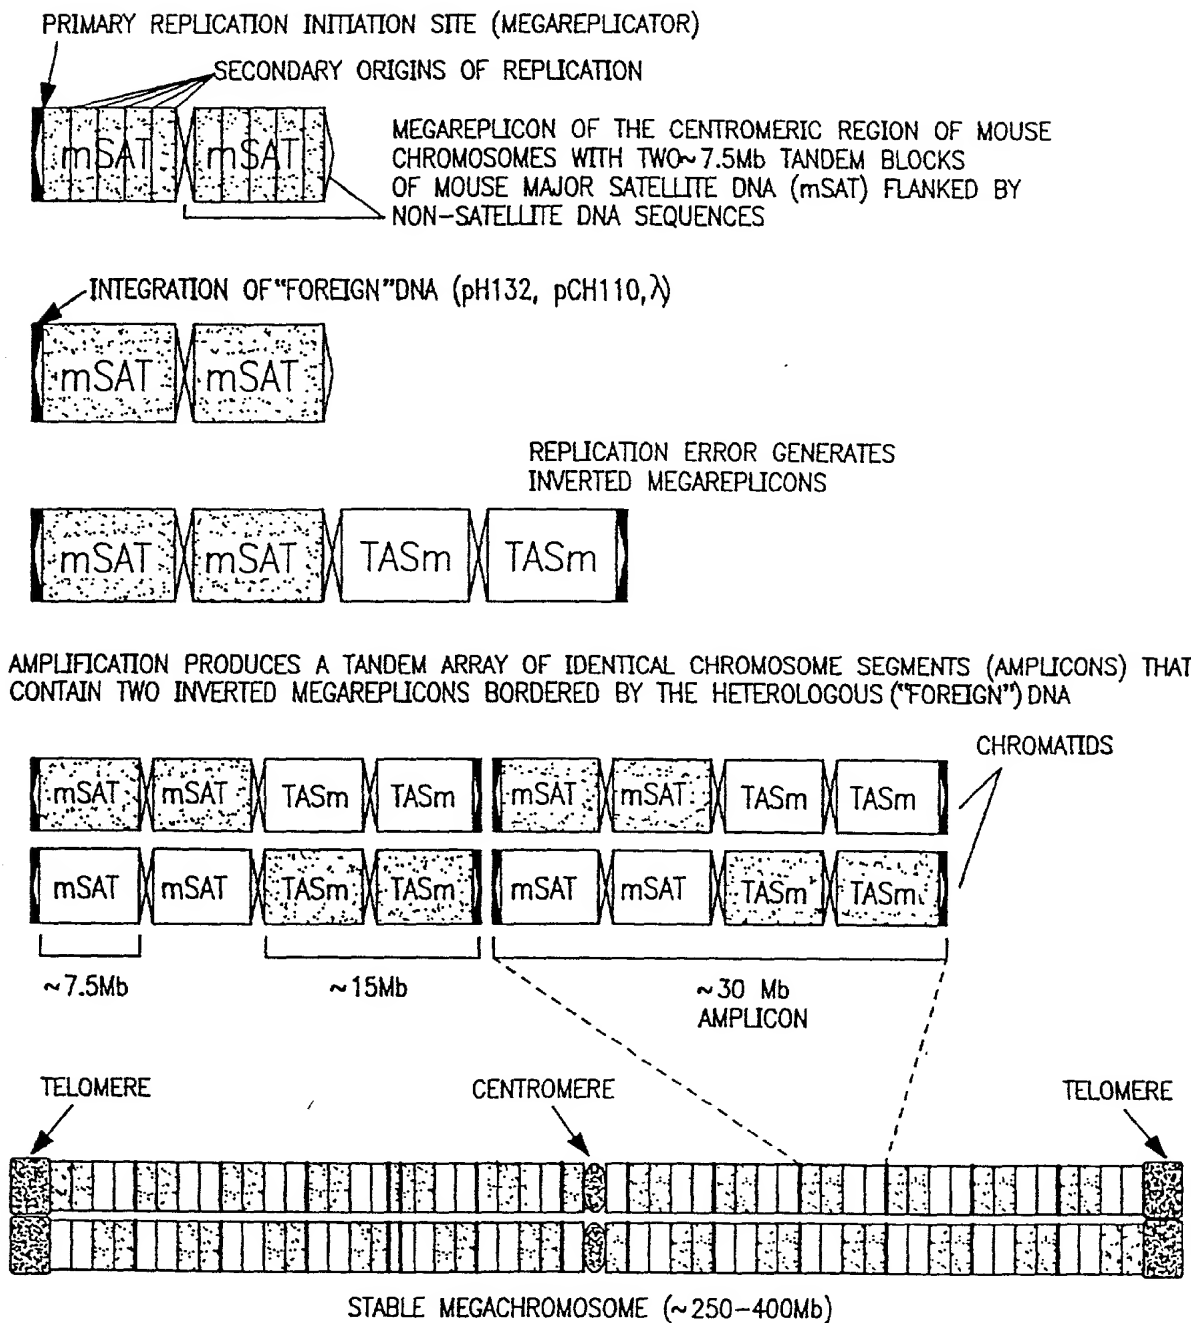 PRIMARY REPLICATION INITIATION SITE (MEGAREPLICATOR)
SECONDARY ORIGINS OF REPLICATION
mSAT mSAT
MEGAREPLICON OF THE CENTROMERIC REGION OF MOUSE
CHROMOSOMES WITH TWO~7.5Mb TANDEM BLOCKS
OF MOUSE MAJOR SATELLITE DNA (mSAT) FLANKED BY
NON-SATELLITE DNA SEQUENCES
INTEGRATION OF "FOREIGN" DNA (pH132, pCH110, λ)
mSAT mSAT
REPLICATION ERROR GENERATES
INVERTED MEGAREPLICONS
mSAT mSAT TASm TASm
AMPLIFICATION PRODUCES A TANDEM ARRAY OF IDENTICAL CHROMOSOME SEGMENTS (AMPLICONS) THAT
CONTAIN TWO INVERTED MEGAREPLICONS BORDERED BY THE HETEROLOGOUS ("FOREIGN") DNA
CHROMATIDS
mSAT mSAT TASm TASm mSAT mSAT TASm TASm
mSAT mSAT TASm TASm mSAT mSAT TASm TASm
~7.5Mb ~15Mb ~30 Mb
AMPLICON
TELOMERE CENTROMERE TELOMERE
STABLE MEGACHROMOSOME (~250-400Mb)